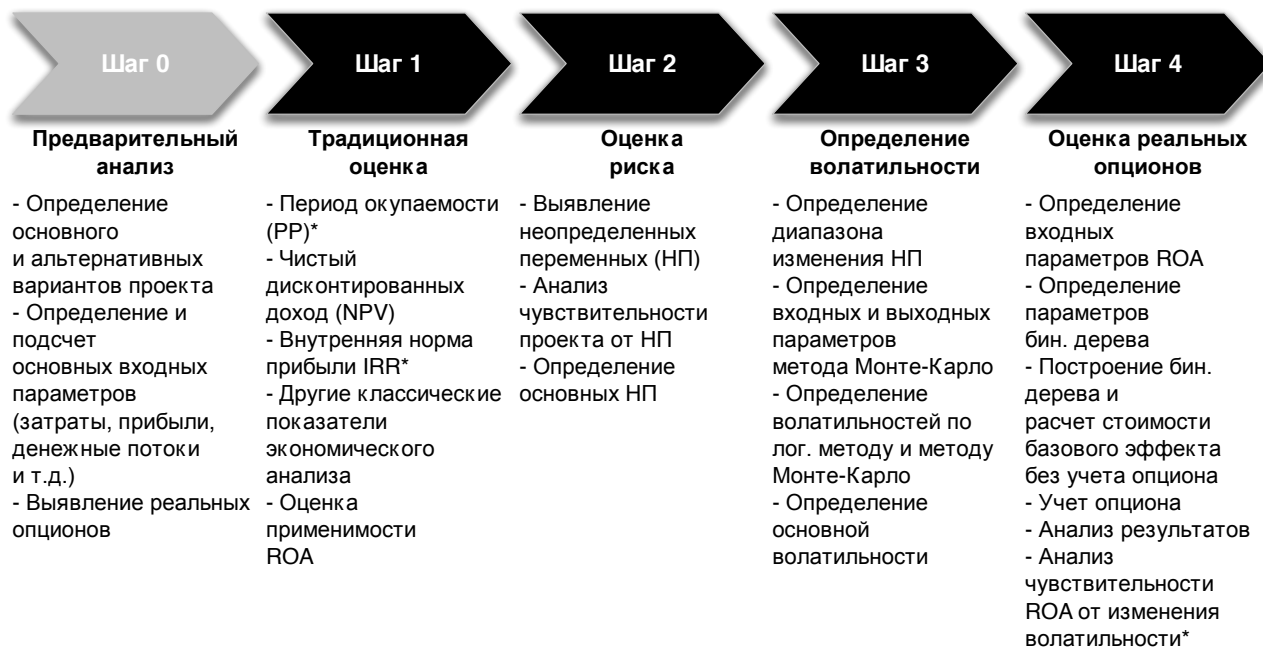 Шаг 0
Шаг 1
Шаг 2
Шаг 3
Шаг 4
Предварительный
анализ
- Определение
основного
и альтернативных
вариантов проекта
- Определение и
подсчет
основных входных
параметров
(затраты, прибыли,
денежные потоки
и т.д.)
- Выявление реальных
опционов
Традиционная
оценка
- Период окупаемости
(PP)*
- Чистый
дисконтированных
доход (NPV)
- Внутренняя норма
прибыли IRR*
- Другие классические
показатели
экономического
анализа
- Оценка
применимости
ROA
Оценка
риска
- Выявление
неопределенных
переменных (НП)
- Анализ
чувствительности
проекта от НП
- Определение
основных НП
Определение
волатильности
- Определение
диапазона
изменения НП
- Определение
входных и выходных
параметров
метода Монте-Карло
- Определение
волатильностей по
лог. методу и методу
Монте-Карло
- Определение
основной
волатильности
Оценка реальных
опционов
- Определение
входных
параметров ROA
- Определение
параметров
бин. дерева
- Построение бин.
дерева и
расчет стоимости
базового эффекта
без учета опциона
- Учет опциона
- Анализ результатов
- Анализ
чувствительности
ROA от изменения
волатильности*